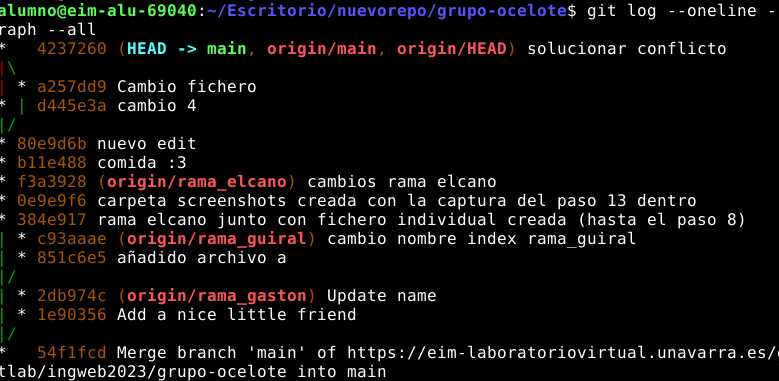 alumno@eim-alu-69040:~/Escritorio/nuevorepo/grupo-ocelote$ git log --oneline -
raph --all
*   4237260 (HEAD -> main, origin/main, origin/HEAD) solucionar conflicto
|\
| * a257dd9 Cambio fichero
* | d445e3a cambio 4
|/
* 80e9d6b nuevo edit
* b11e488 comida :3
* f3a3928 (origin/rama_elcano) cambios rama elcano
* 0e9e9f6 carpeta screenshots creada con la captura del paso 13 dentro
* 384e917 rama elcano junto con fichero individual creada (hasta el paso 8)
| * c93aaae (origin/rama_guiral) cambio nombre index rama_guiral
| * 851c6e5 añadido archivo a
|/
| * 2db974c (origin/rama_gaston) Update name
| * 1e90356 Add a nice little friend
|/
*   54f1fcd Merge branch 'main' of https://eim-laboratoriovirtual.unavarra.es/
tlab/ingweb2023/grupo-ocelote into main